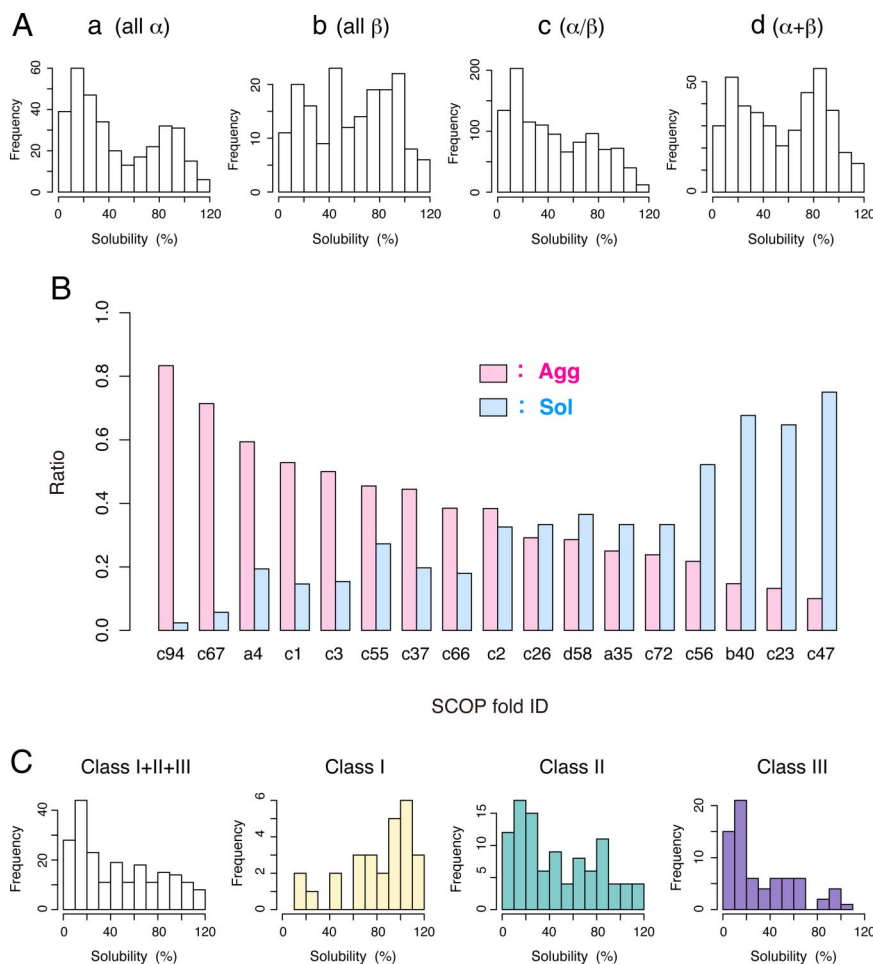 A
a (all α)
b (all β)
c (α/β)
d (α+β)
Frequency
0 20 40 60
0 40 80 120
Solubility (%)
Frequency
0 10 20
0 40 80 120
Solubility (%)
Frequency
0 100 200
0 40 80 120
Solubility (%)
Frequency
0 50
0 40 80 120
Solubility (%)
B
Ratio
0.0 0.2 0.4 0.6 0.8 1.0
: Agg
: Sol
c94 c67 a4 c1 c3 c55 c37 c66 c2 c26 d58 a35 c72 c56 b40 c23 c47
SCOP fold ID
C
Class I+II+III
Class I
Class II
Class III
Frequency
0 20 40
0 40 80 120
Solubility (%)
Frequency
0 2 4 6
0 40 80 120
Solubility (%)
Frequency
0 5 10 15
0 40 80 120
Solubility (%)
Frequency
0 10 20
0 40 80 120
Solubility (%)